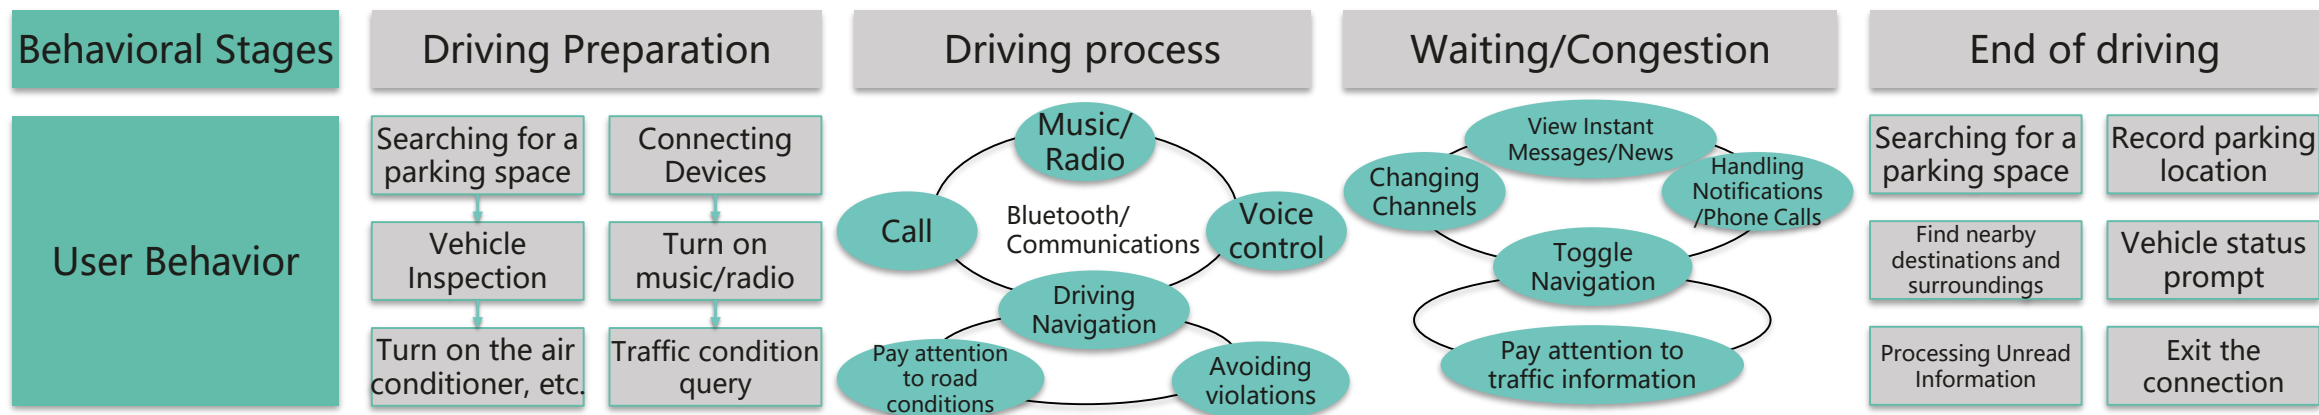 Behavioral Stages
Driving Preparation
Driving process
Waiting/Congestion
End of driving
User Behavior
Searching for a
parking space
Vehicle
Inspection
Turn on the air
conditioner, etc.
Connecting
Devices
Turn on
music/radio
Traffic condition
query
Music/
Radio
Call
Bluetooth/
Communications
Voice
control
Driving
Navigation
Pay attention
to road
conditions
Avoiding
violations
View Instant
Messages/News
Changing
Channels
Handling
Notifications
/Phone Calls
Toggle
Navigation
Pay attention to
traffic information
Searching for a
parking space
Record parking
location
Find nearby
destinations and
surroundings
Vehicle status
prompt
Processing Unread
Information
Exit the
connection